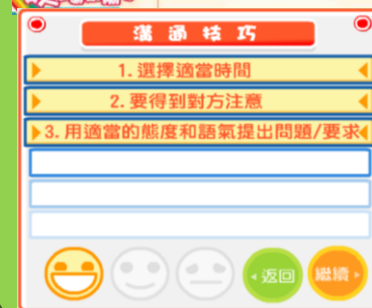 溝通技巧
1. 選擇適當時間
2. 要得到對方注意
3. 用適當的態度和語氣提出問題/要求
返回
繼續